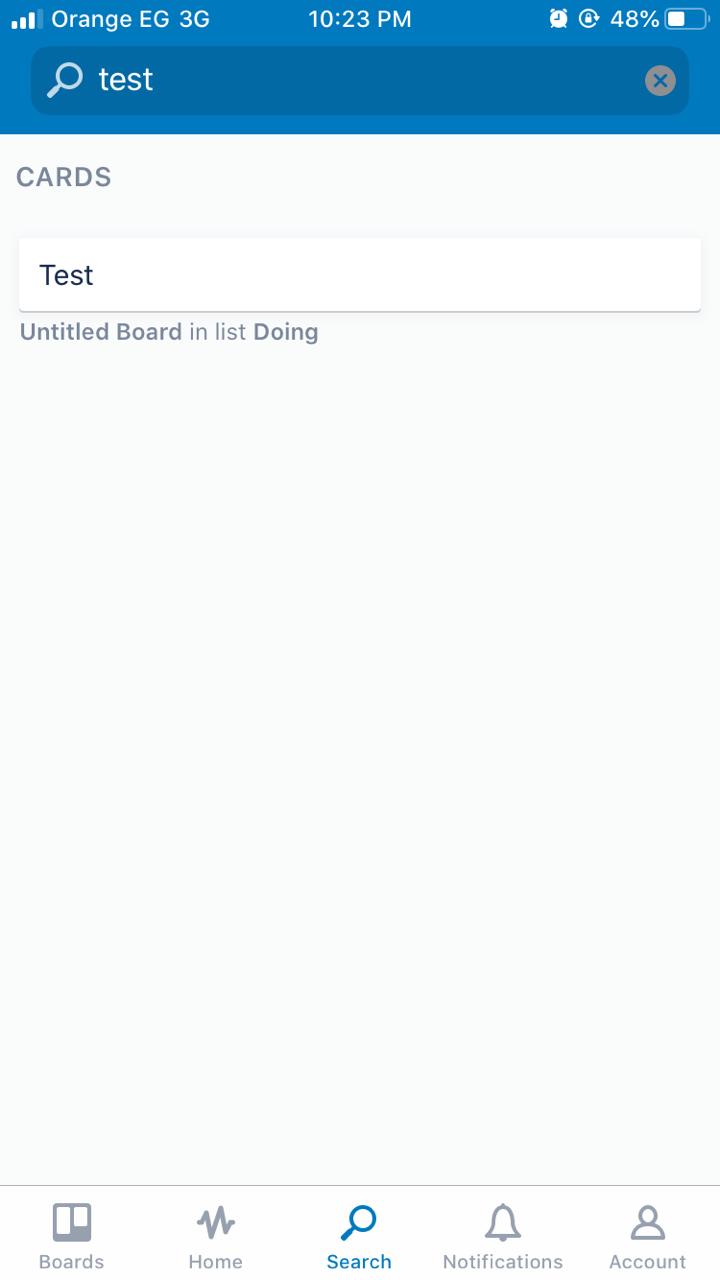 Orange EG 3G 10:23 PM 48%
test
CARDS
Test
Untitled Board in list Doing
Boards Home Search Notifications Account